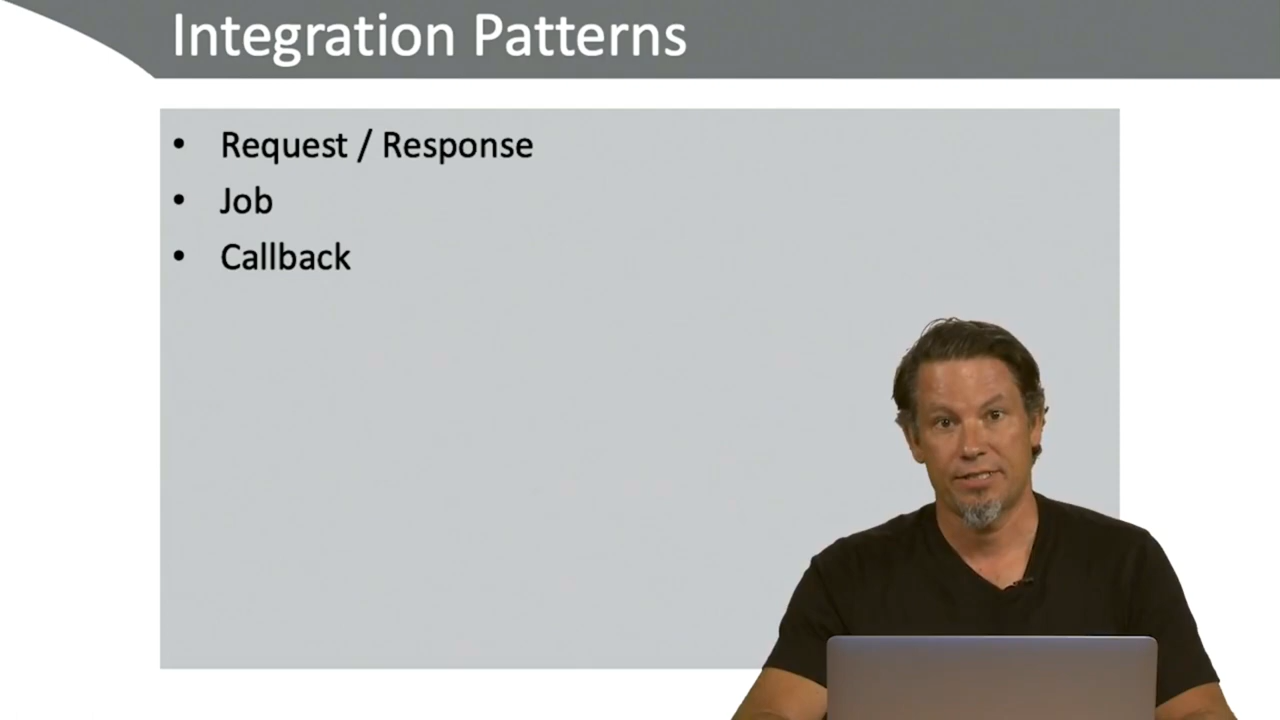 Integration Patterns
• Request / Response
• Job
• Callback